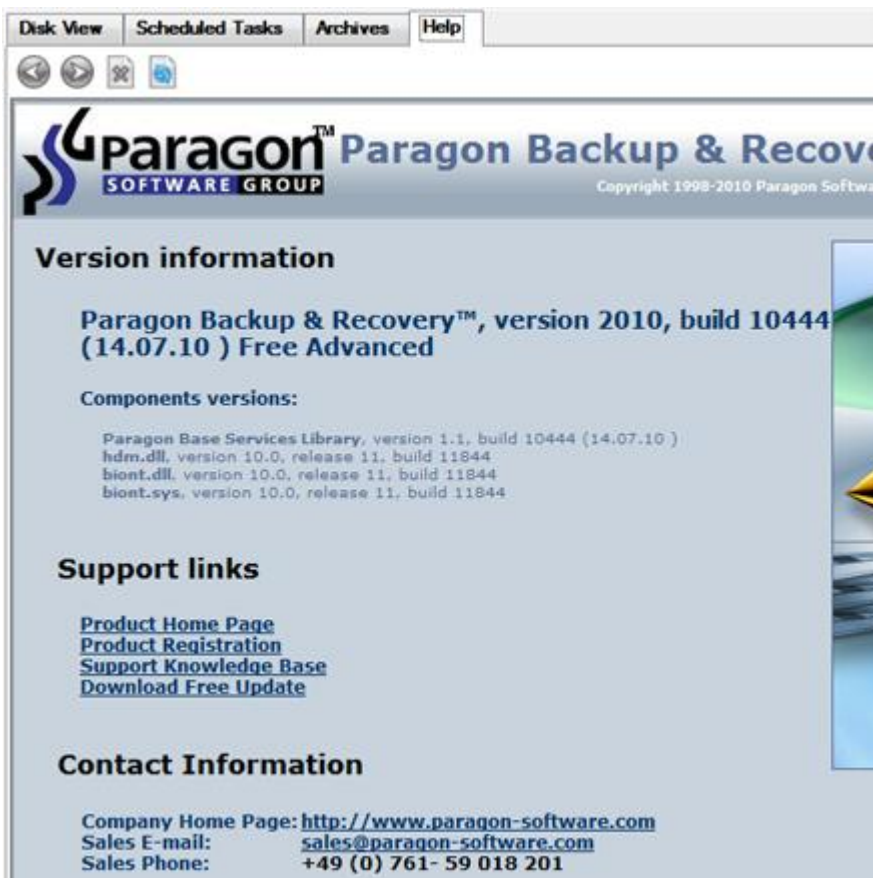 Disk View Scheduled Tasks Archives Help
Paragon™ Paragon Backup & Recov
SOFTWARE GROUP
Copyright 1998-2010 Paragon Softwa
Version information
Paragon Backup & Recovery™, version 2010, build 10444
(14.07.10 ) Free Advanced
Components versions:
Paragon Base Services Library, version 1.1, build 10444 (14.07.10 )
hdm.dll, version 10.0, release 11, build 11844
biont.dll, version 10.0, release 11, build 11844
biont.sys, version 10.0, release 11, build 11844
Support links
Product Home Page
Product Registration
Support Knowledge Base
Download Free Update
Contact Information
Company Home Page: http://www.paragon-software.com
Sales E-mail: sales@paragon-software.com
Sales Phone: +49 (0) 761- 59 018 201